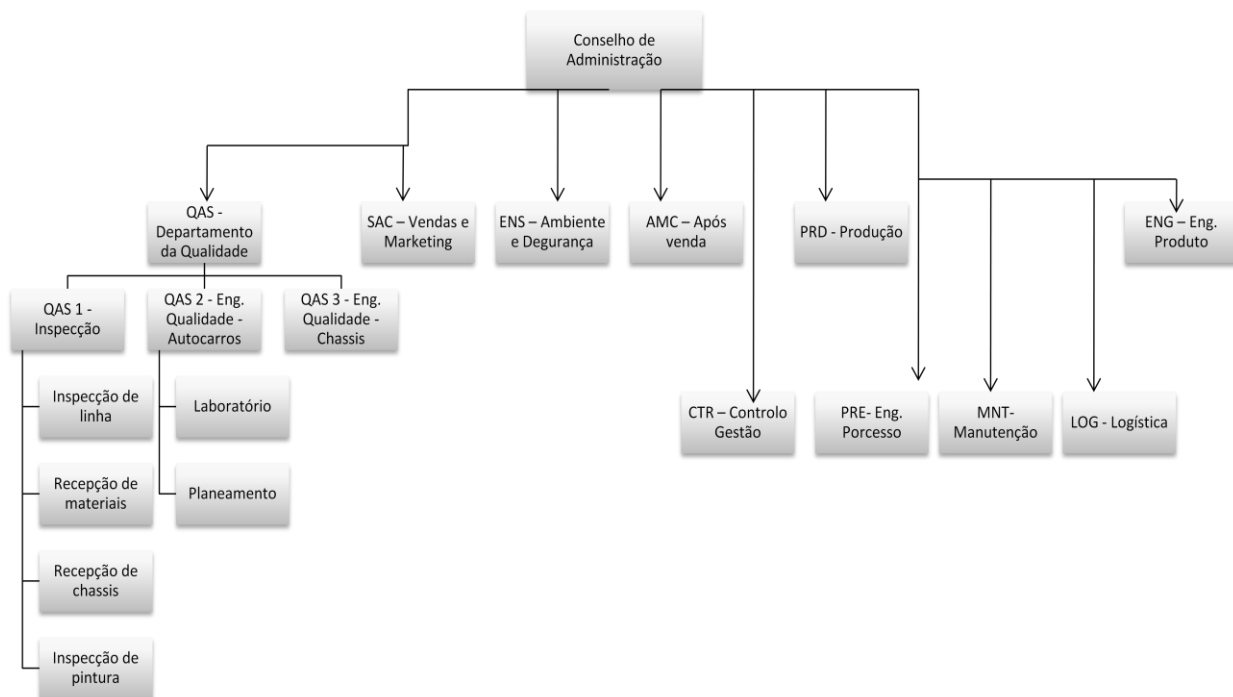 Conselho de
Administração
QAS -
Departamento
da Qualidade
SAC – Vendas e
Marketing
ENS – Ambiente
e Degurança
AMC – Após
venda
PRD - Produção
ENG – Eng.
Produto
QAS 1 -
Inspecção
QAS 2 - Eng.
Qualidade -
Autocarros
QAS 3 - Eng.
Qualidade -
Chassis
Inspecção de
linha
Laboratório
CTR – Controlo
Gestão
PRE- Eng.
Porcesso
MNT-
Manutenção
LOG - Logística
Recepção de
materiais
Planeamento
Recepção de
chassis
Inspecção de
pintura